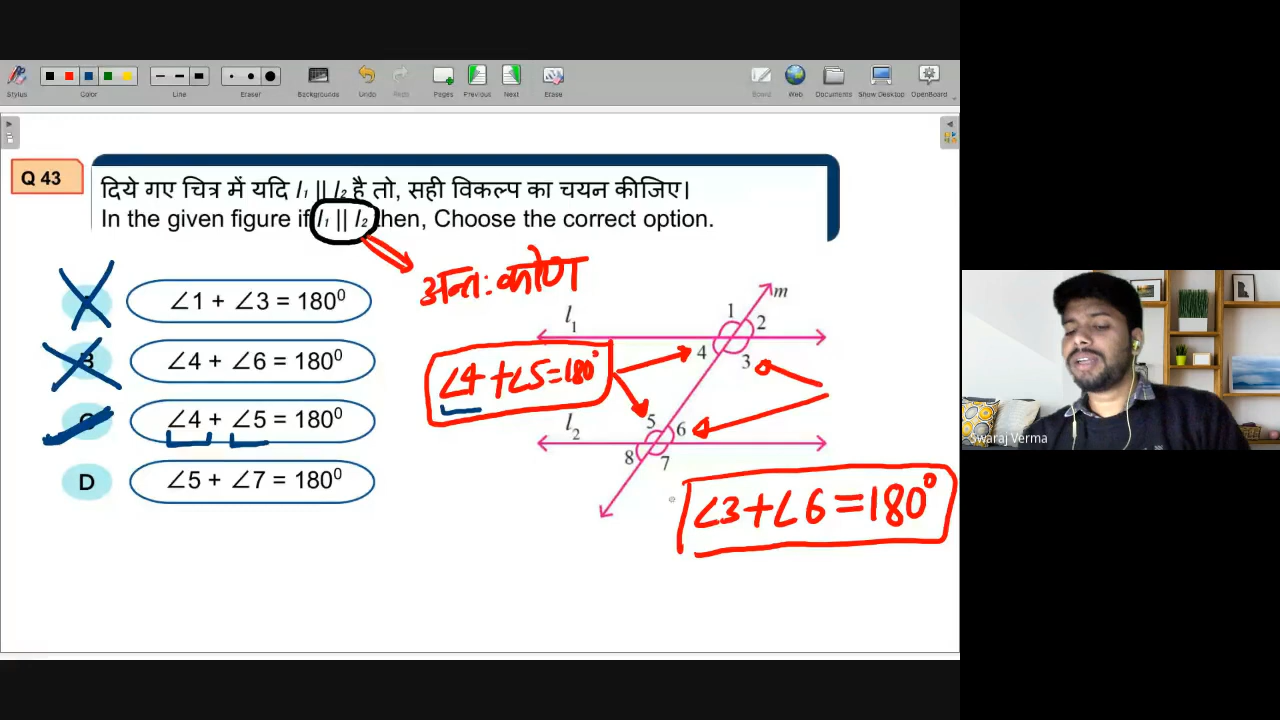 Stylus
Color
Line
Eraser
Backgrounds
Undo
Redo
Pages
Previous
Next
Erase
Board
Web
Documents
Show Desktop
OpenBoard
Q 43
दिये गए चित्र में यदि l₁ || l₂ है तो, सही विकल्प का चयन कीजिए।
In the given figure if l₁ || l₂ then, Choose the correct option.
अन्तः कोण
A ∠1 + ∠3 = 180⁰
B ∠4 + ∠6 = 180⁰
C ∠4 + ∠5 = 180⁰
D ∠5 + ∠7 = 180⁰
m
l₁
1
2
4
3
∠4+∠5=180°
l₂
5
6
8
7
∠3+∠6=180°
Swaraj Verma